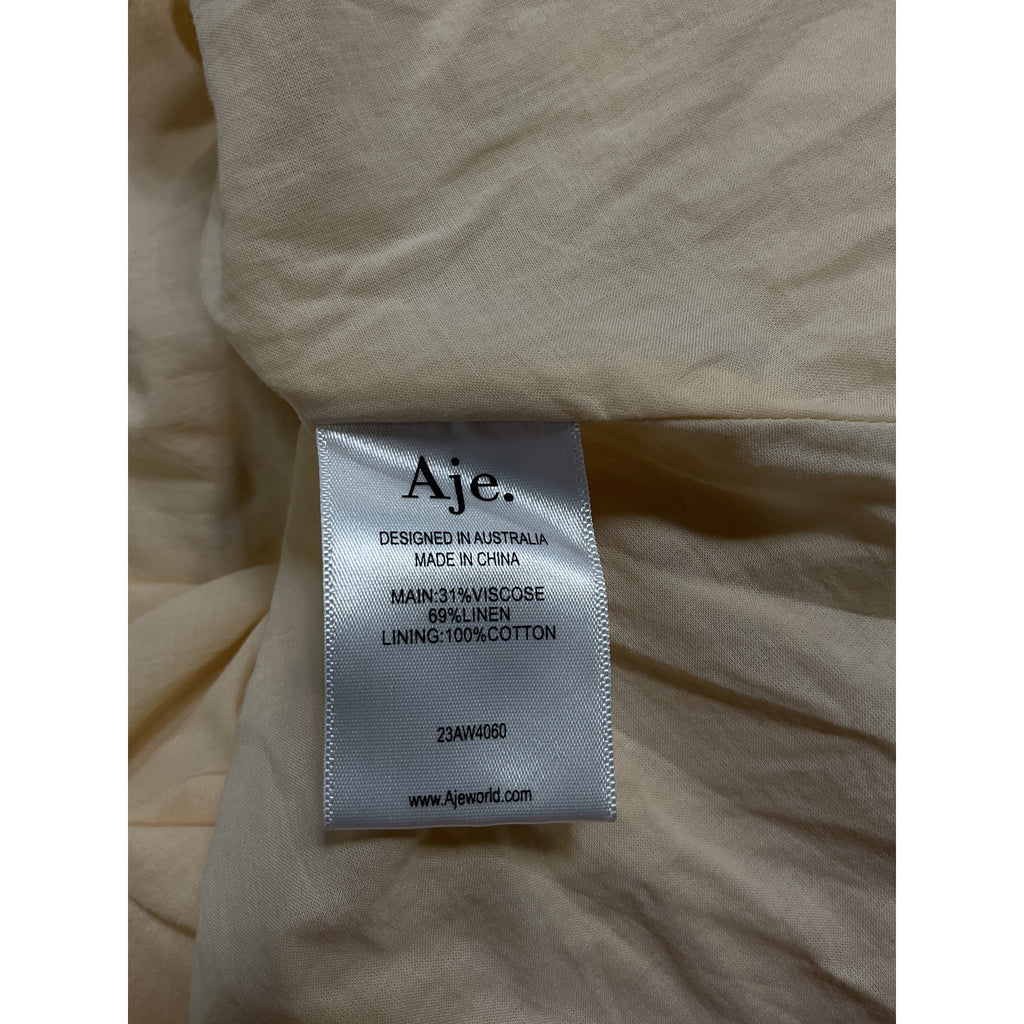 Aje.
DESIGNED IN AUSTRALIA
MADE IN CHINA
MAIN:31%VISCOSE
69%LINEN
LINING:100%COTTON
23AW4060
www.Ajeworld.com